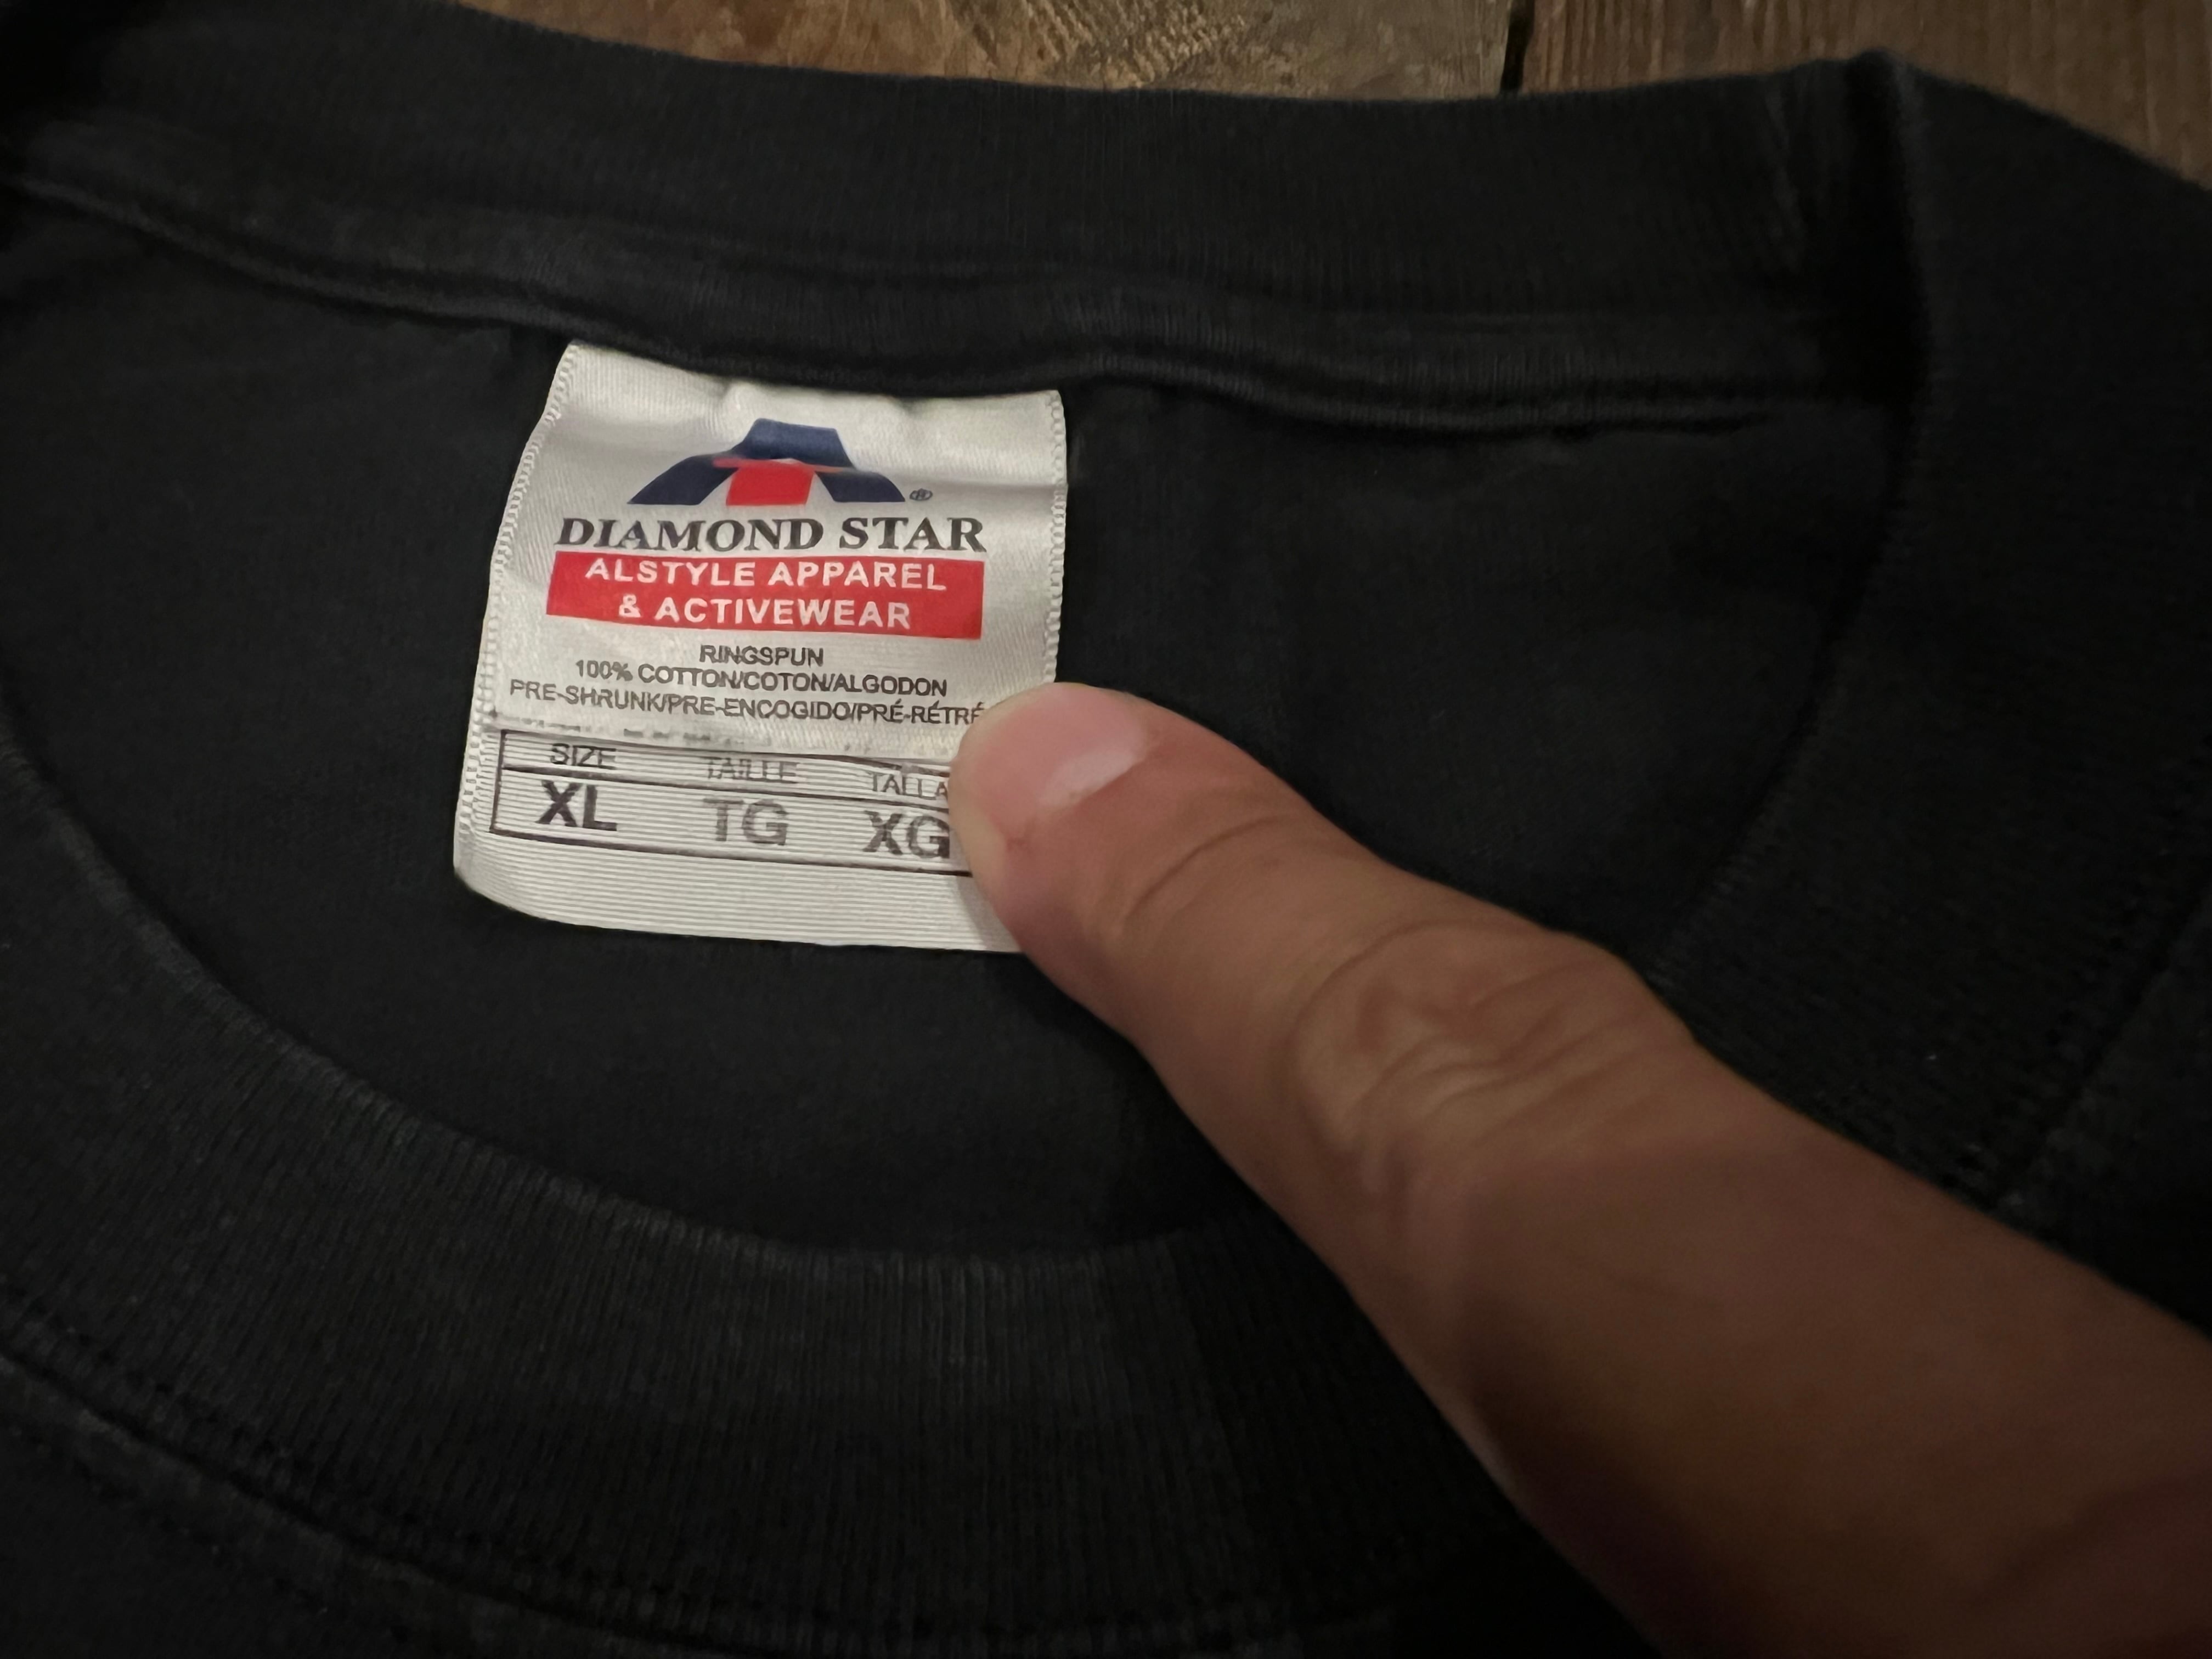 ®
DIAMOND STAR
ALSTYLE APPAREL
& ACTIVEWEAR
RINGSPUN
100% COTTON/COTON/ALGODON
PRE-SHRUNK/PRE-ENCOGIDO/PRÉ-RÉTRÉ
SIZE TAILLE TALLA
XL TG XG